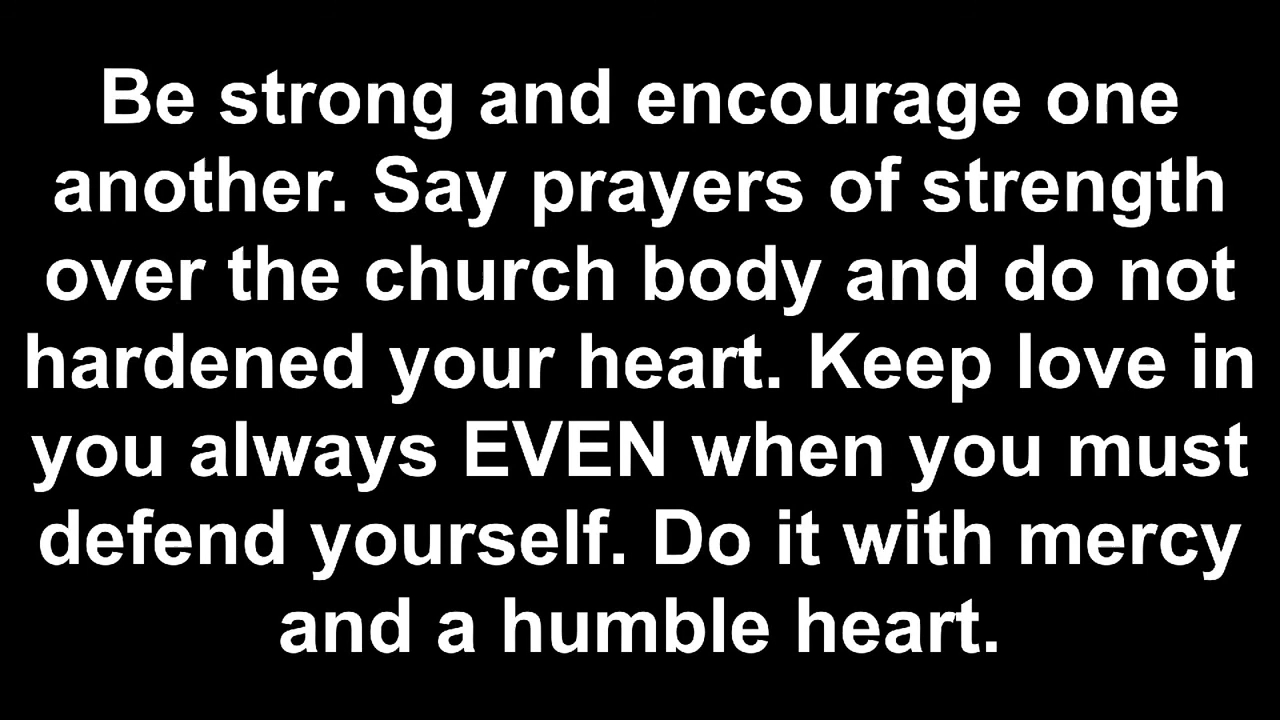 Be strong and encourage one
another. Say prayers of strength
over the church body and do not
hardened your heart. Keep love in
you always EVEN when you must
defend yourself. Do it with mercy
and a humble heart.